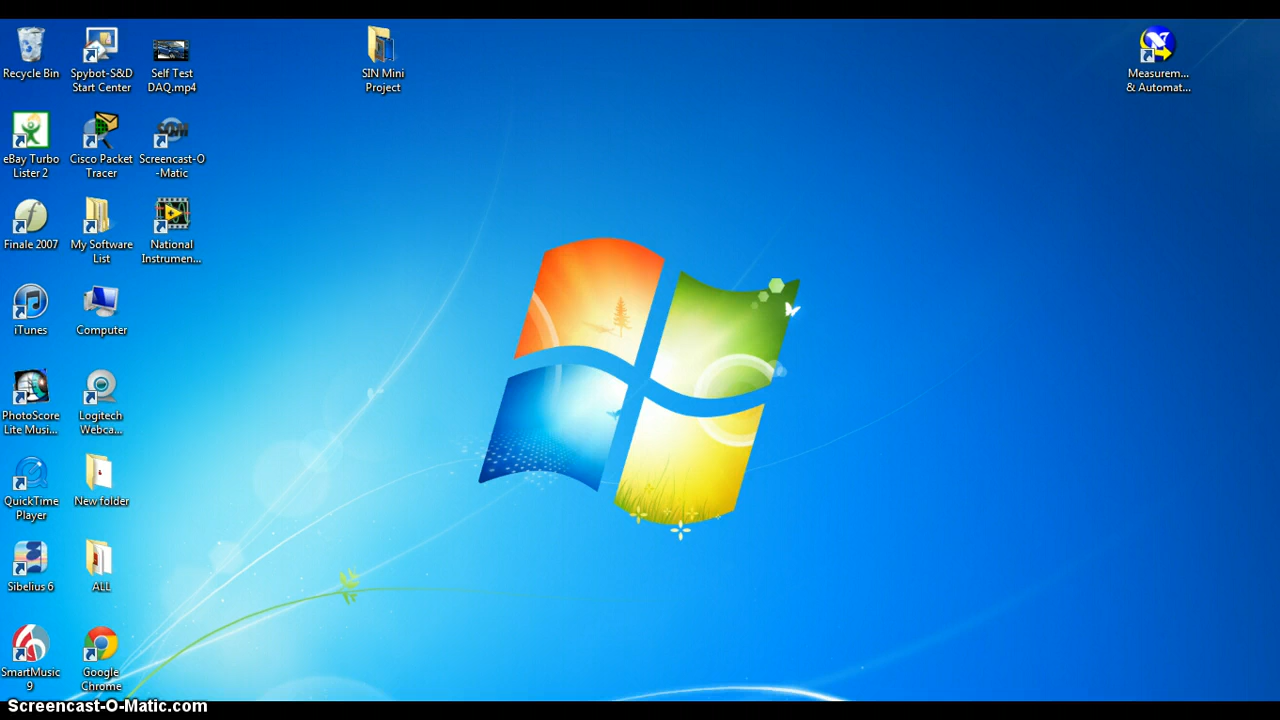 Recycle Bin
Spybot-S&D
Start Center
Self Test
DAQ.mp4
SIN Mini
Project
Measurem...
& Automat...
eBay Turbo
Lister 2
Cisco Packet
Tracer
Screencast-O
-Matic
Finale 2007
My Software
List
National
Instrumen...
iTunes
Computer
PhotoScore
Lite Musi...
Logitech
Webca...
QuickTime
Player
New folder
Sibelius 6
ALL
SmartMusic
9
Google
Chrome
Screencast-O-Matic.com